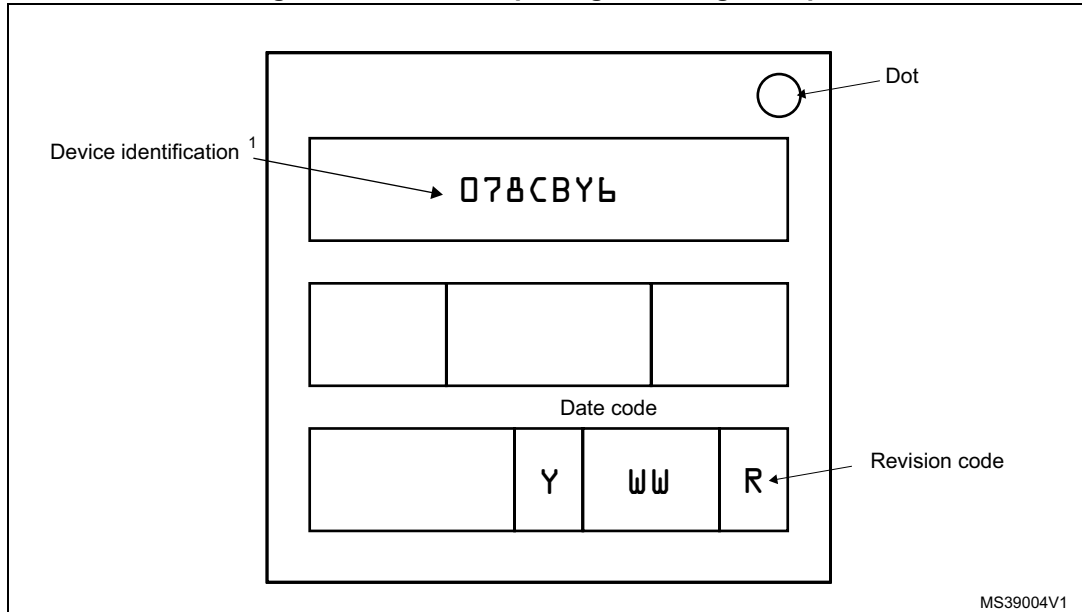 Dot
Device identification 1
078CBY6
Date code
Y WW R
Revision code
MS39004V1